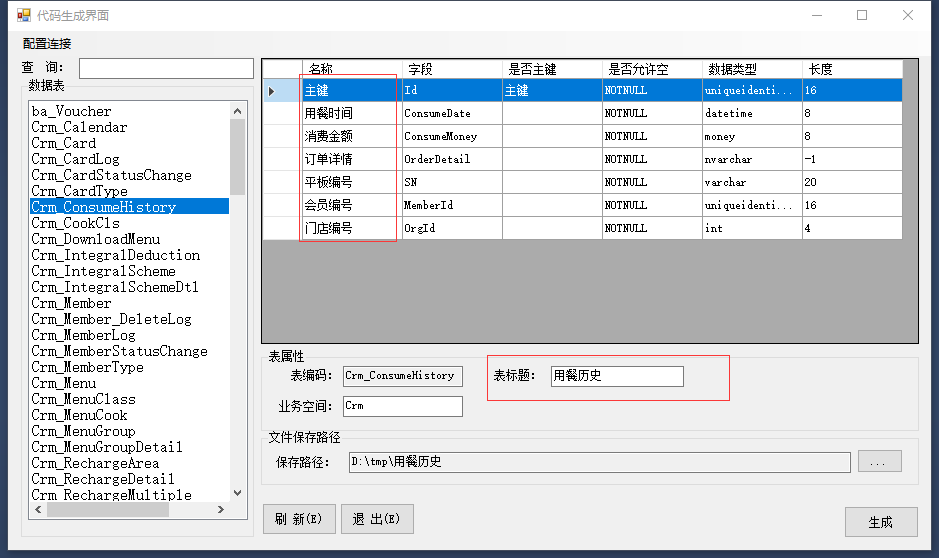 代码生成界面
配置连接
查 询:
数据表
ba_Voucher
Crm_Calendar
Crm_Card
Crm_CardLog
Crm_CardStatusChange
Crm_CardType
Crm_ConsumeHistory
Crm_CookCls
Crm_DownloadMenu
Crm_IntegralDeduction
Crm_IntegralScheme
Crm_IntegralSchemeDtl
Crm_Member
Crm_Member_DeleteLog
Crm_MemberLog
Crm_MemberStatusChange
Crm_MemberType
Crm_Menu
Crm_MenuClass
Crm_MenuCook
Crm_MenuGroup
Crm_MenuGroupDetail
Crm_RechargeArea
Crm_RechargeDetail
Crm_RechargeMultiple
名称 字段 是否主键 是否允许空 数据类型 长度
主键 Id 主键 NOTNULL uniqueidenti... 16
用餐时间 ConsumeDate NOTNULL datetime 8
消费金额 ConsumeMoney NOTNULL money 8
订单详情 OrderDetail NOTNULL nvarchar -1
平板编号 SN NOTNULL varchar 20
会员编号 MemberId NOTNULL uniqueidenti... 16
门店编号 OrgId NOTNULL int 4
表属性
表编码: Crm_ConsumeHistory 表标题: 用餐历史
业务空间: Crm
文件保存路径
保存路径: D:\tmp\用餐历史 ...
刷 新(E) 退 出(E) 生成